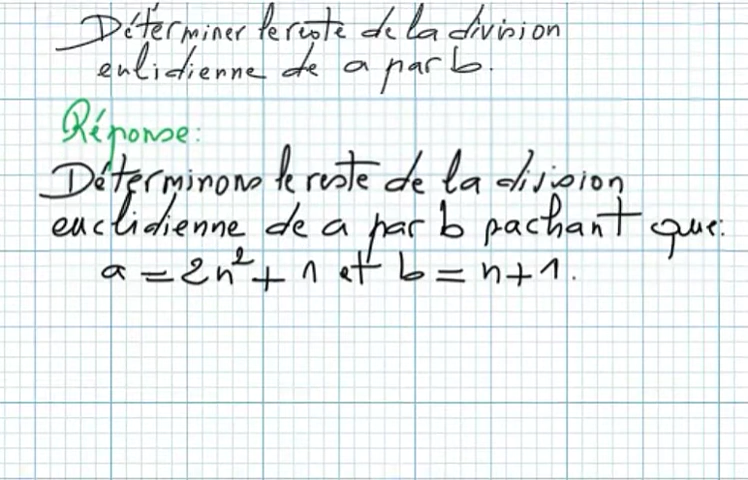 Déterminer le reste de la division
eulidienne de a par b.
Réponse:
Déterminons le reste de la division
euclidienne de a par b sachant que:
a = 2n² + 1 et b = n + 1.